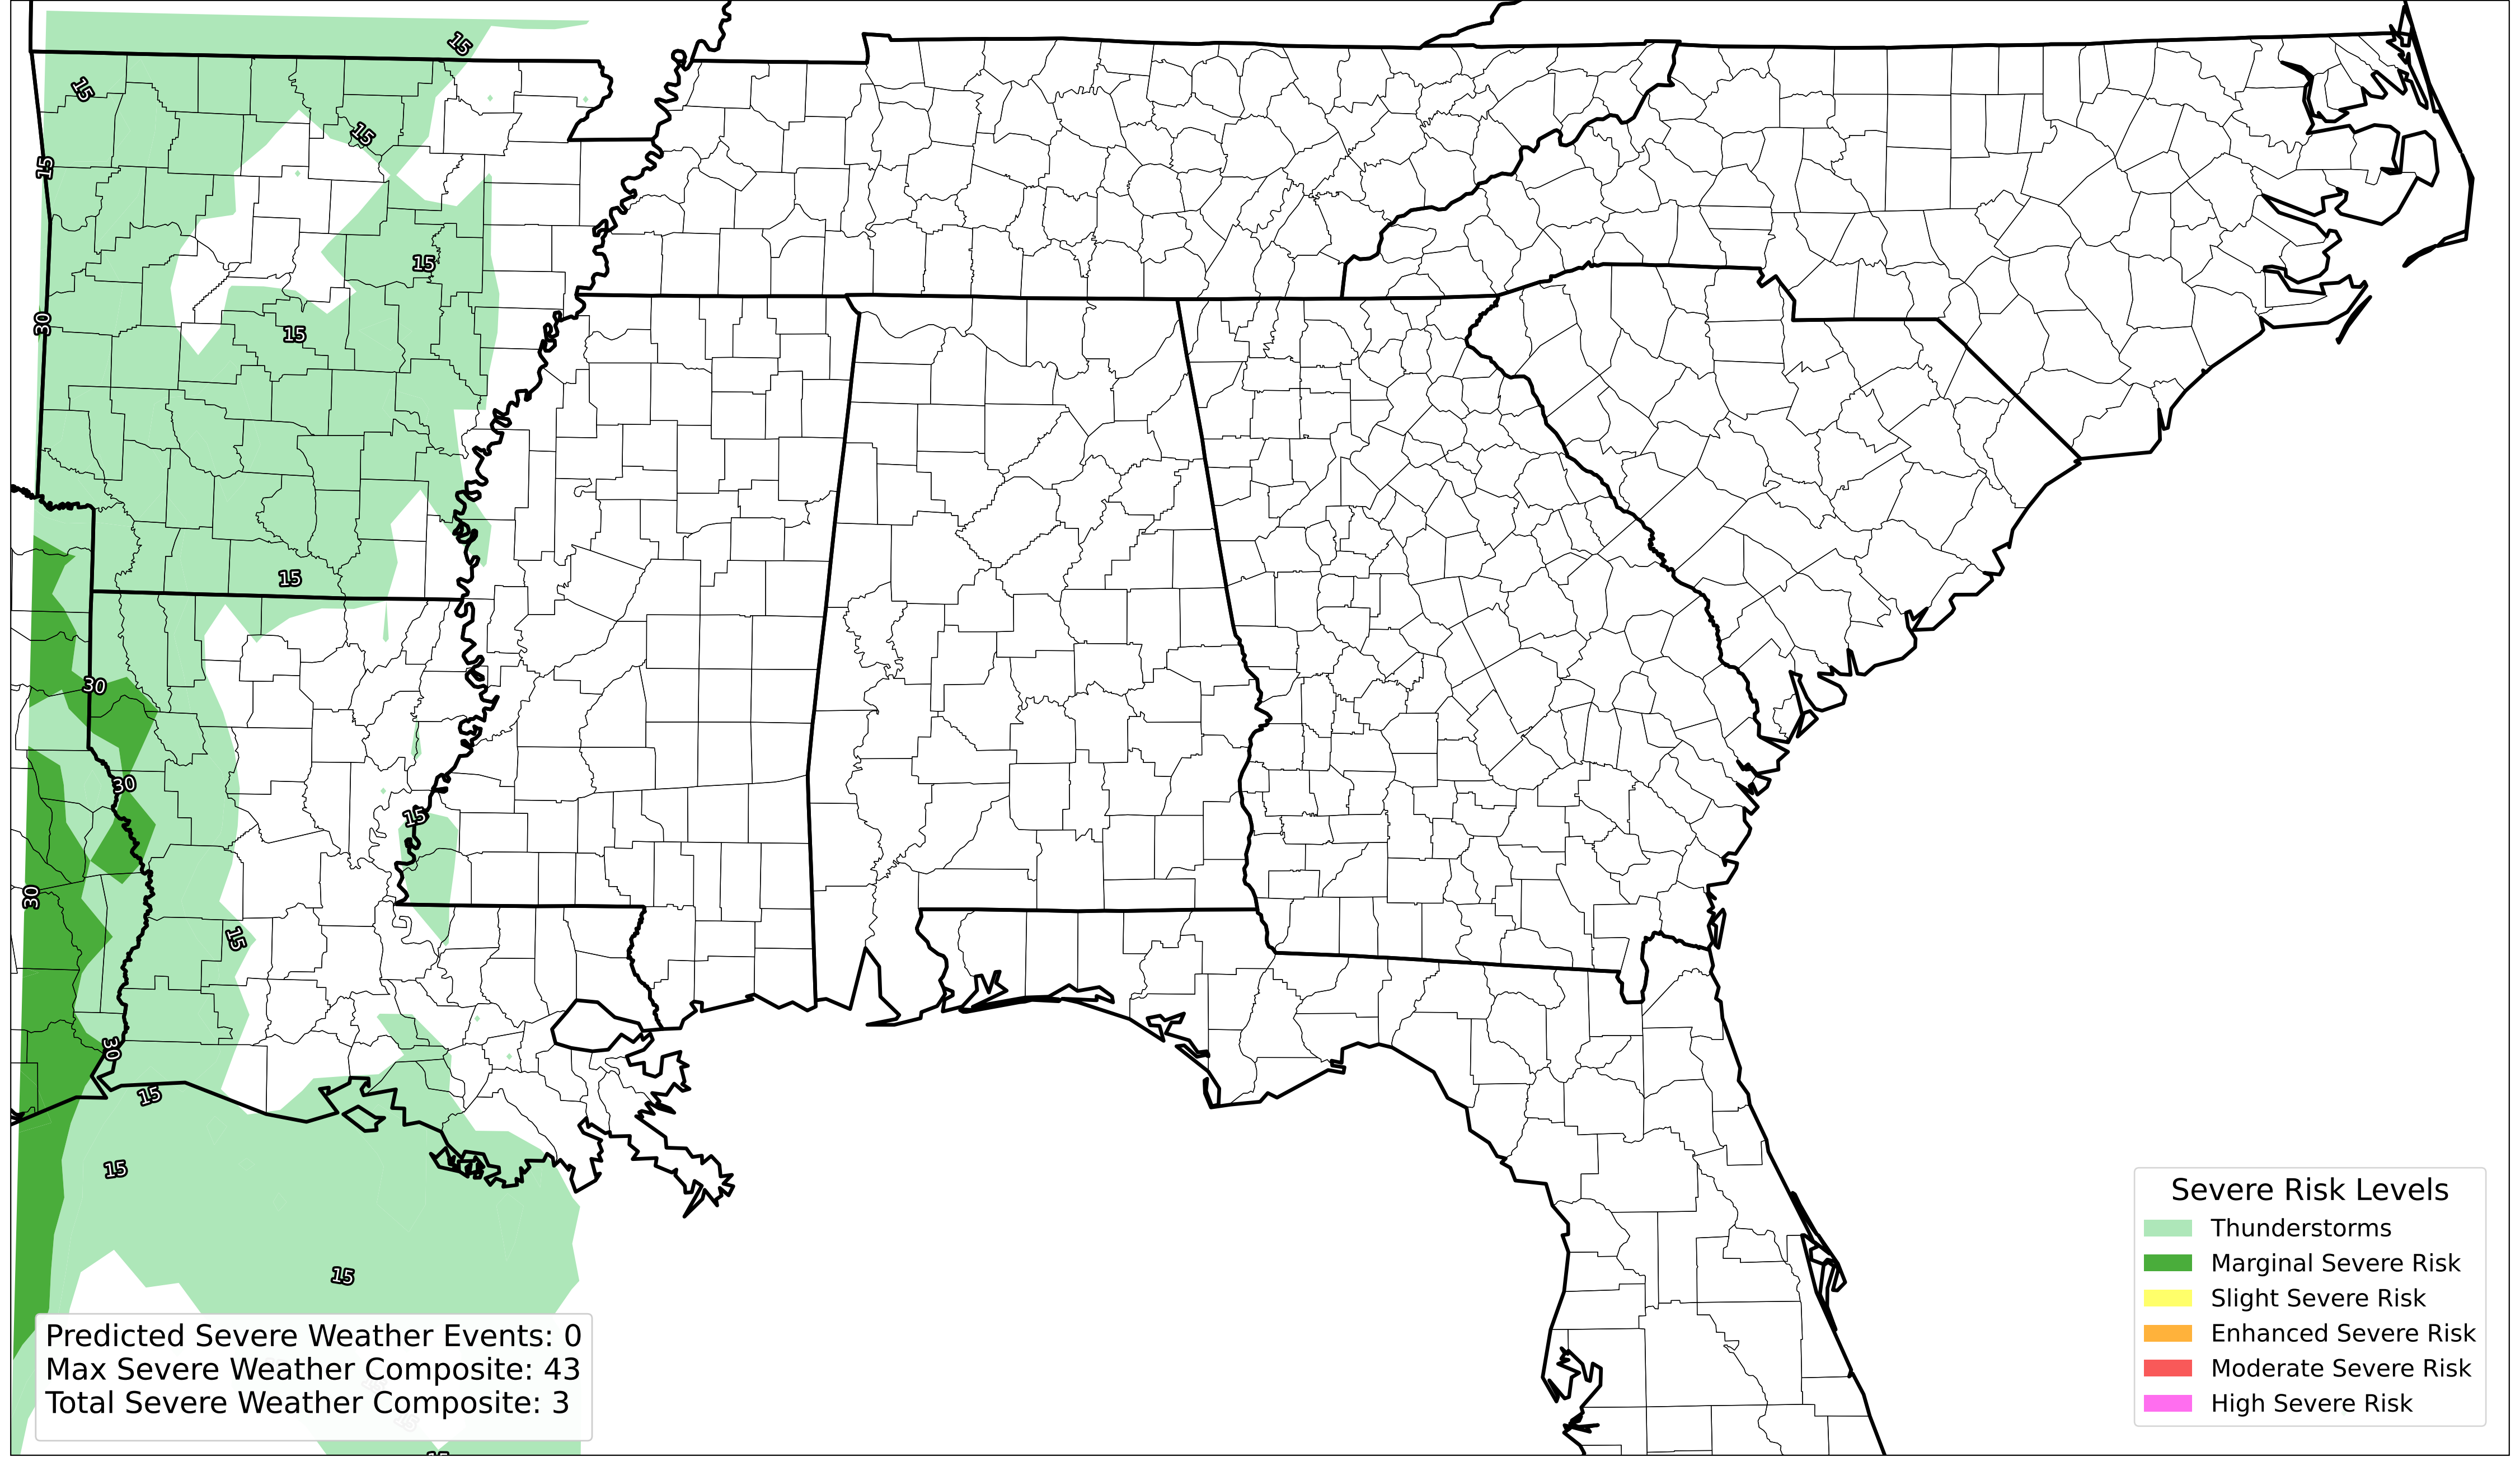 15
15
15
15
15
30
15
15
30
30
15
30
15
30
15
15
15
Predicted Severe Weather Events: 0
Max Severe Weather Composite: 43
Total Severe Weather Composite: 3
Severe Risk Levels
Thunderstorms
Marginal Severe Risk
Slight Severe Risk
Enhanced Severe Risk
Moderate Severe Risk
High Severe Risk